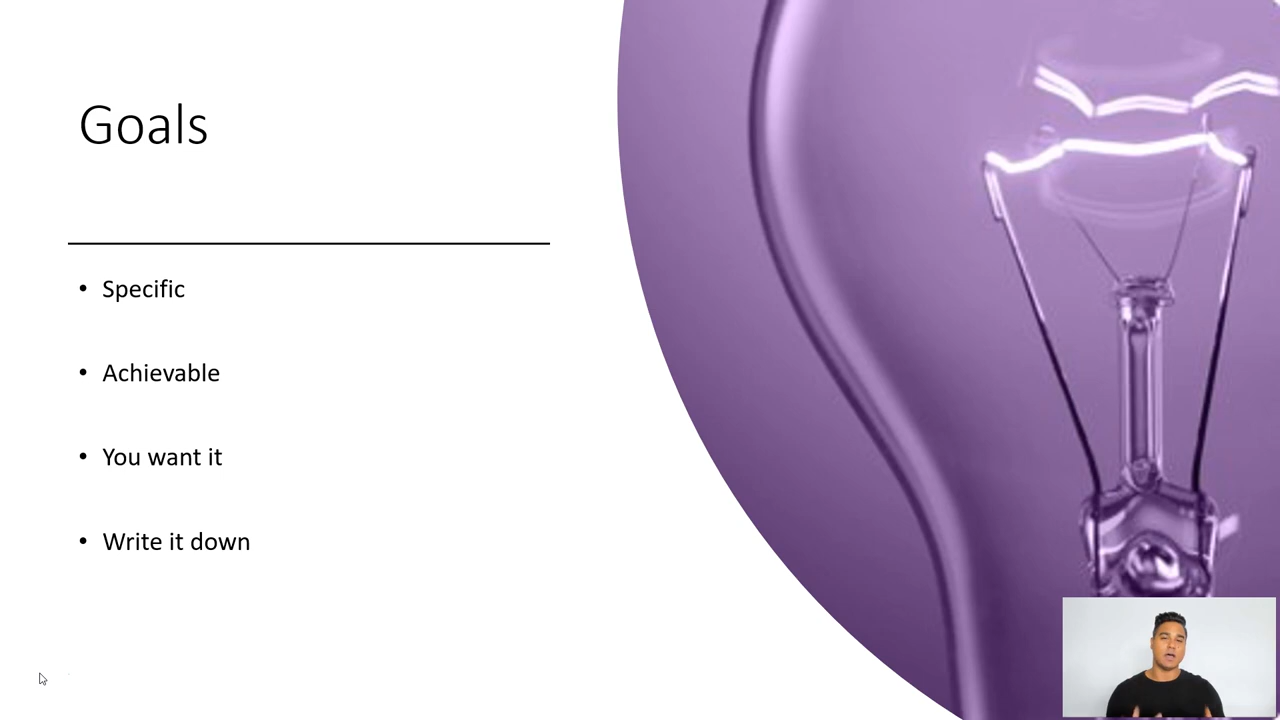 Goals
• Specific
• Achievable
• You want it
• Write it down